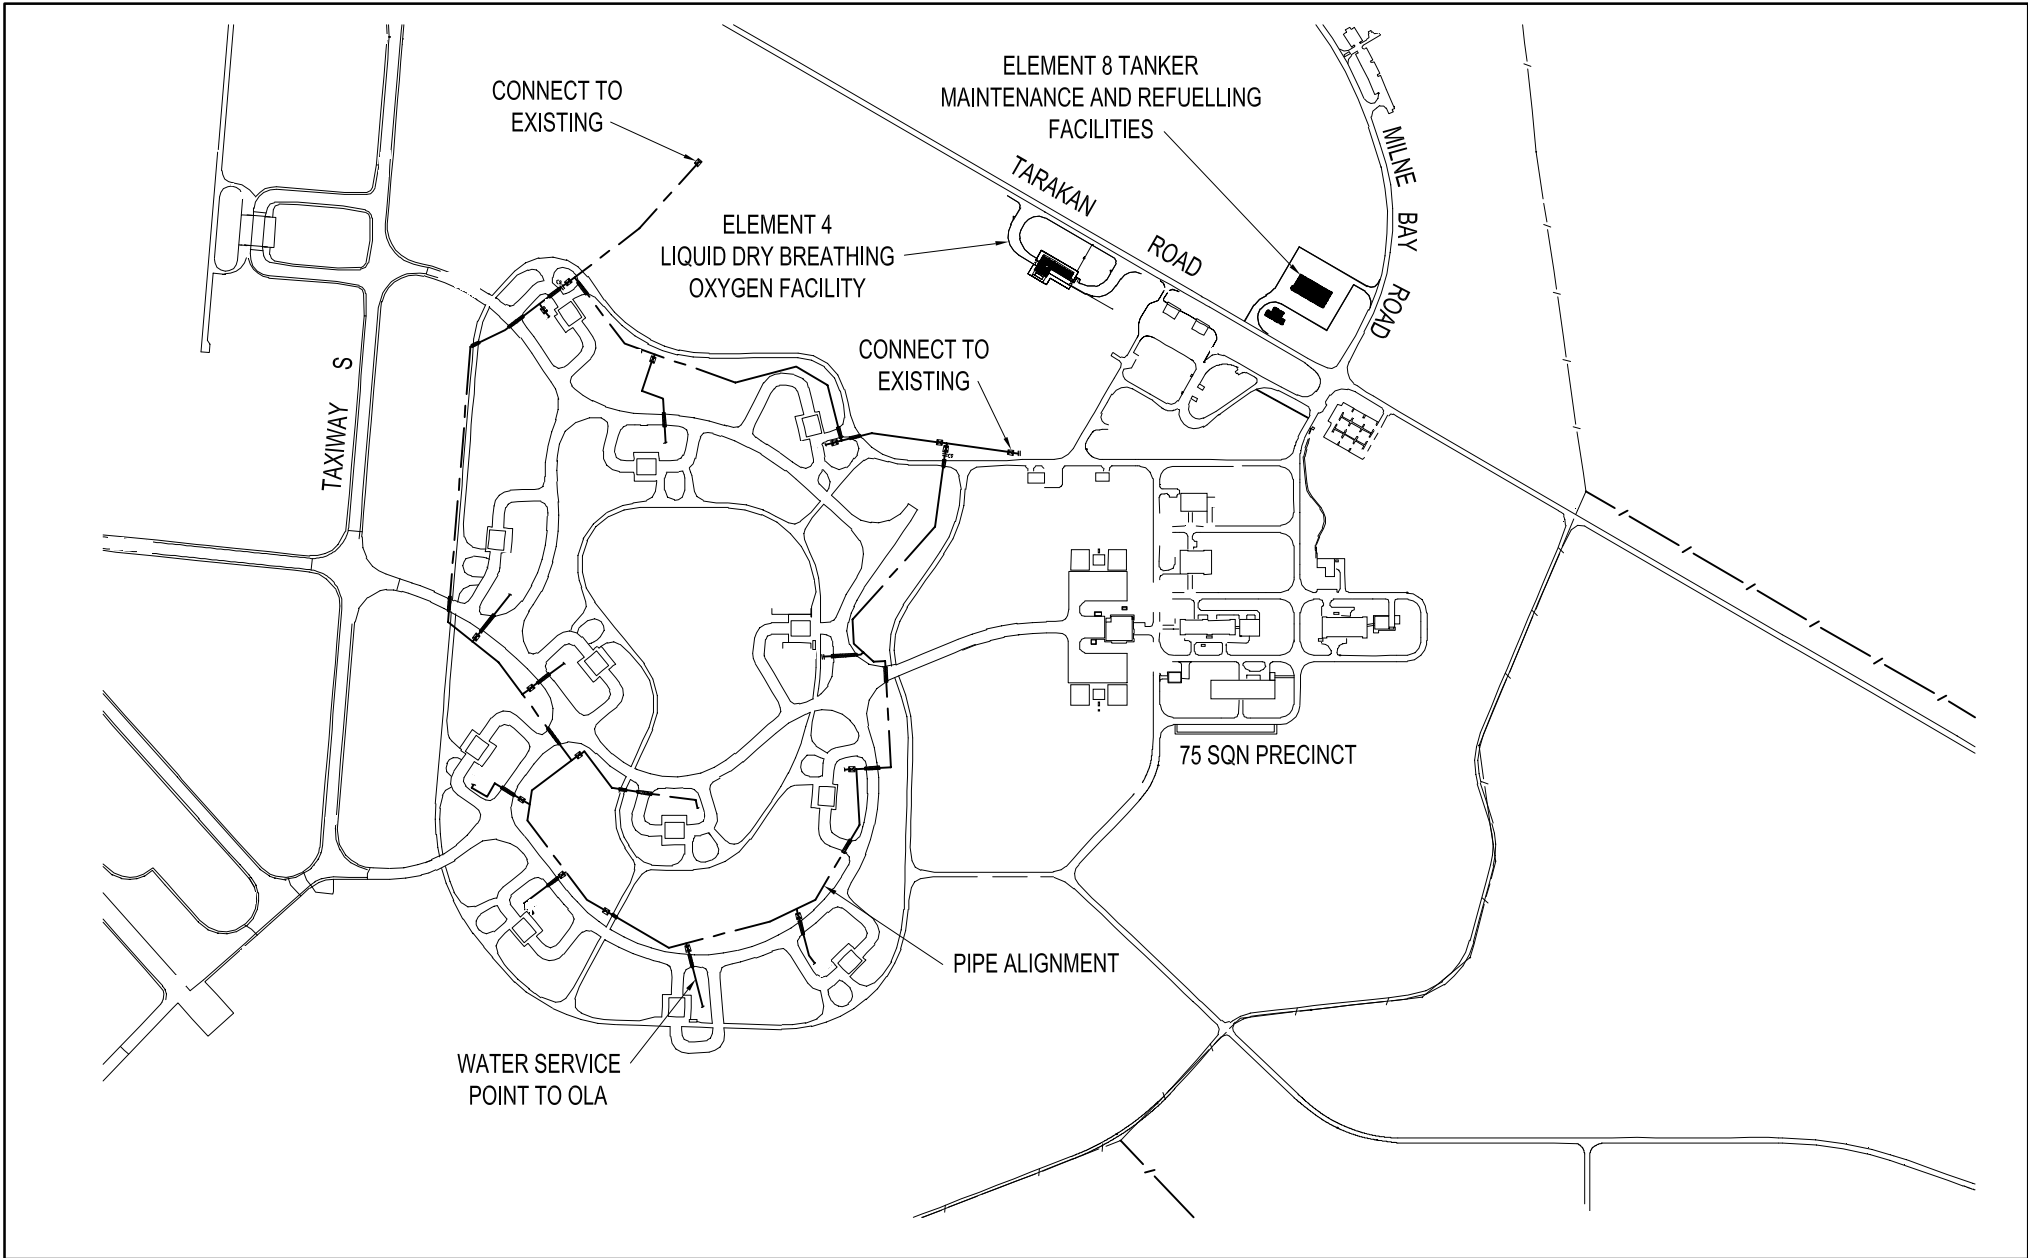 CONNECT TO
EXISTING
ELEMENT 8 TANKER
MAINTENANCE AND REFUELLING
FACILITIES
TARAKAN
ROAD
MILNE
BAY
ROAD
ELEMENT 4
LIQUID DRY BREATHING
OXYGEN FACILITY
CONNECT TO
EXISTING
TAXIWAY S
75 SQN PRECINCT
PIPE ALIGNMENT
WATER SERVICE
POINT TO OLA